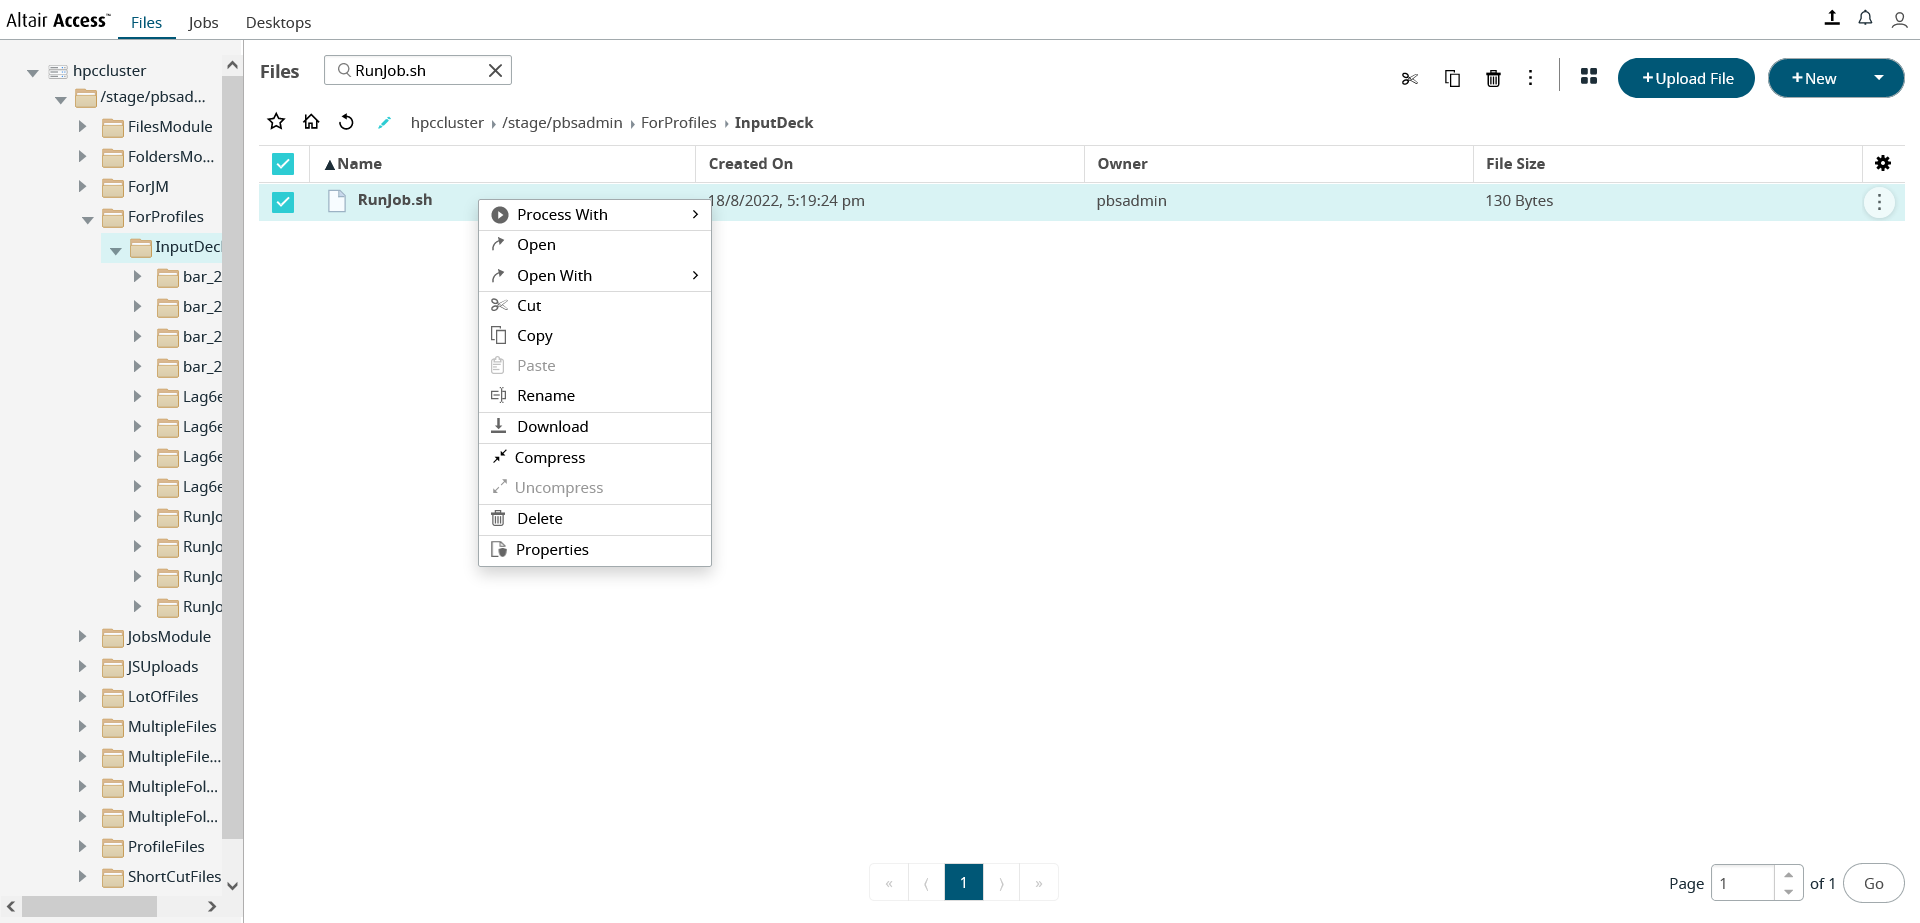 Altair Access™ Files Jobs Desktops
hpccluster
/stage/pbsad...
FilesModule
FoldersMo...
ForJM
ForProfiles
InputDec
bar_2
bar_2
bar_2
bar_2
Lag6e
Lag6e
Lag6e
Lag6e
RunJo
RunJo
RunJo
RunJo
JobsModule
JSUploads
LotOfFiles
MultipleFiles
MultipleFile...
MultipleFol...
MultipleFol...
ProfileFiles
ShortCutFiles
Files RunJob.sh +Upload File +New
hpccluster › /stage/pbsadmin › ForProfiles › InputDeck
▲Name Created On Owner File Size
RunJob.sh 18/8/2022, 5:19:24 pm pbsadmin 130 Bytes
Process With
Open
Open With
Cut
Copy
Paste
Rename
Download
Compress
Uncompress
Delete
Properties
« ⟨ 1 ⟩ »
Page 1 of 1 Go